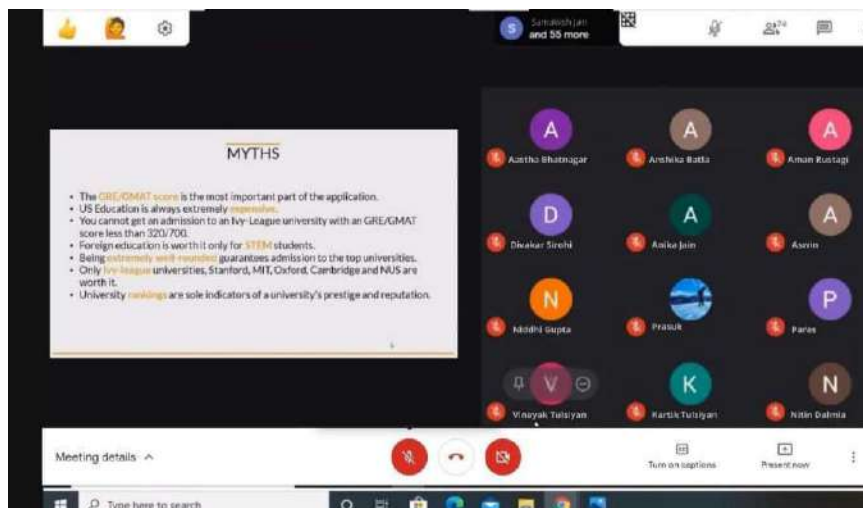 and 55 more
MYTHS
• The GRE/GMAT score is the most important part of the application.
• US Education is always extremely expensive.
• You cannot get an admission to an Ivy-League university with an GRE/GMAT
score less than 320/700.
• Foreign education is worth it only for STEM students.
• Being extremely well-rounded guarantees admission to the top universities.
• Only Ivy-league universities, Stanford, MIT, Oxford, Cambridge and NUS are
worth it.
• University rankings are sole indicators of a university's prestige and reputation.
S
A
Aastha Bhatnagar
A
Anshika Batla
A
Aman Rustagi
D
Divakar Sirohi
A
Anika Jain
A
N
Niddhi Gupta
Prasuk
P
Paras
V
Vinayak Tulsiyan
K
Kartik Tulsiyan
N
Nitin Dalmia
Meeting details
Turn on captions
Present now
Type here to search